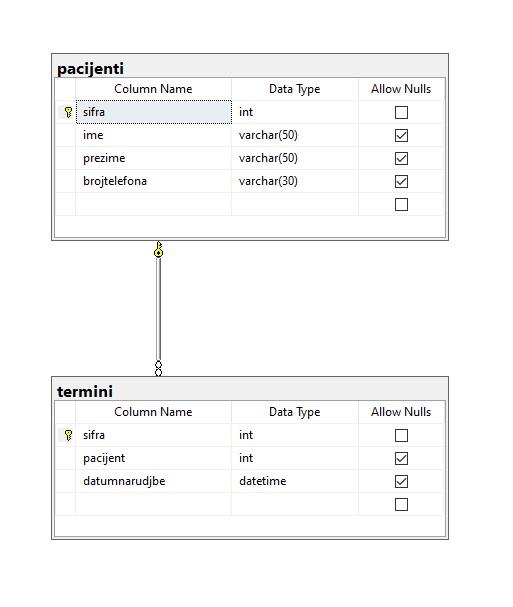 pacijenti
Column Name Data Type Allow Nulls
sifra int
ime varchar(50)
prezime varchar(50)
brojtelefona varchar(30)
termini
Column Name Data Type Allow Nulls
sifra int
pacijent int
datumnarudjbe datetime